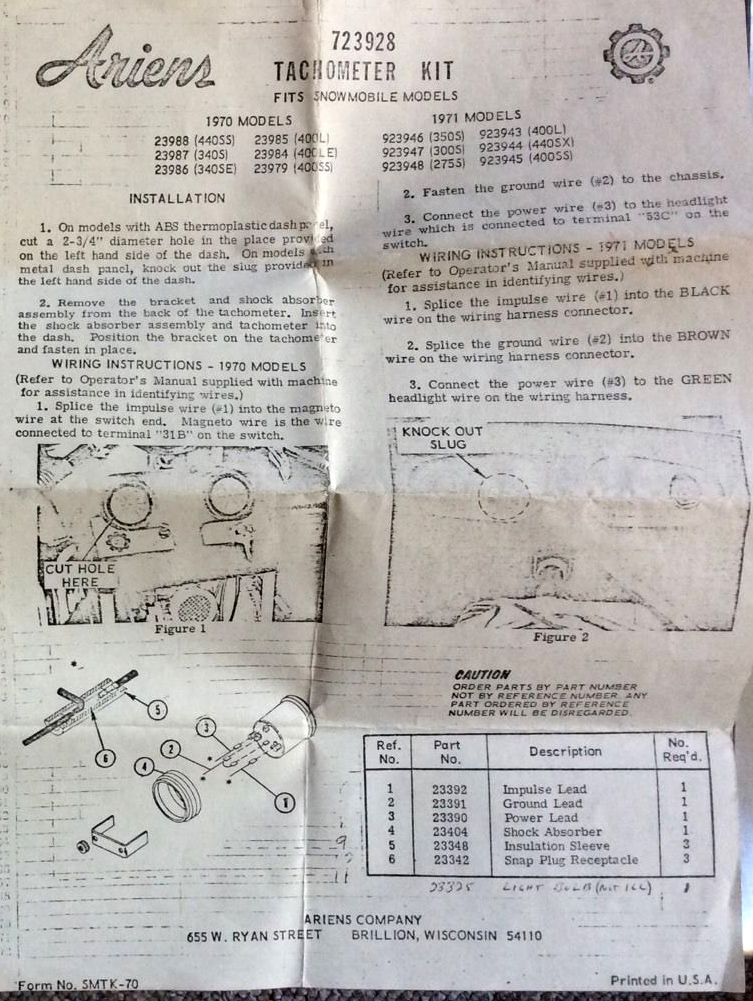 Ariens
723928
TACHOMETER KIT
FITS SNOWMOBILE MODELS
A
1970 MODELS
23988 (440SS) 23985 (400L)
23987 (340S) 23984 (400LE)
23986 (340SE) 23979 (400SS)
1971 MODELS
923946 (350S) 923943 (400L)
923947 (300S) 923944 (440SX)
923948 (275S) 923945 (400SS)
INSTALLATION
1. On models with ABS thermoplastic dash panel,
cut a 2-3/4" diameter hole in the place provided
on the left hand side of the dash. On models with
metal dash panel, knock out the slug provided in
the left hand side of the dash.
2. Remove the bracket and shock absorber
assembly from the back of the tachometer. Insert
the shock absorber assembly and tachometer into
the dash. Position the bracket on the tachometer
and fasten in place.
WIRING INSTRUCTIONS - 1970 MODELS
(Refer to Operator's Manual supplied with machine
for assistance in identifying wires.)
1. Splice the impulse wire (#1) into the magneto
wire at the switch end. Magneto wire is the wire
connected to terminal "31B" on the switch.
2. Fasten the ground wire (#2) to the chassis.
3. Connect the power wire (#3) to the headlight
wire which is connected to terminal "53C" on the
switch.
WIRING INSTRUCTIONS - 1971 MODELS
(Refer to Operator's Manual supplied with machine
for assistance in identifying wires.)
1. Splice the impulse wire (#1) into the BLACK
wire on the wiring harness connector.
2. Splice the ground wire (#2) into the BROWN
wire on the wiring harness connector.
3. Connect the power wire (#3) to the GREEN
headlight wire on the wiring harness.
CUT HOLE
HERE
Figure 1
KNOCK OUT
SLUG
Figure 2
5
6
3
2
4
1
9
11
CAUTION
ORDER PARTS BY PART NUMBER
NOT BY REFERENCE NUMBER. ANY
PART ORDERED BY REFERENCE
NUMBER WILL BE DISREGARDED.
Ref. No. Part No. Description No. Req'd.
1 23392 Impulse Lead 1
2 23391 Ground Lead 1
3 23390 Power Lead 1
4 23404 Shock Absorber 1
5 23348 Insulation Sleeve 3
6 23342 Snap Plug Receptacle 3
LIGHT BULB 1
ARIENS COMPANY
655 W. RYAN STREET BRILLION, WISCONSIN 54110
Form No. SMTK-70
Printed in U.S.A.